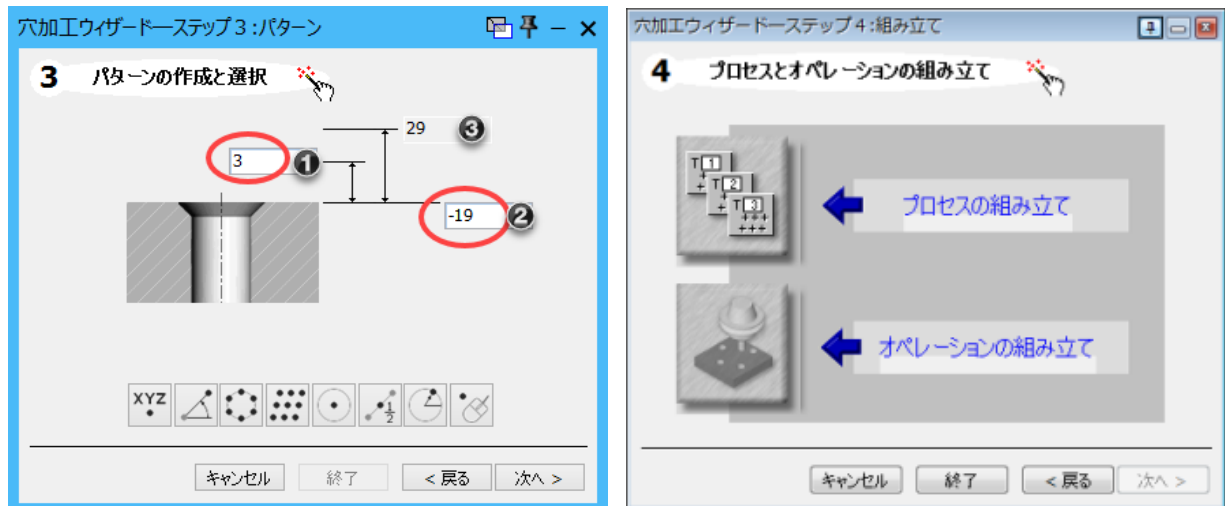 穴加工ウィザード―ステップ3:パターン
3 パターンの作成と選択
29 3
3 1
-19 2
XYZ
1/2
キャンセル 終了 < 戻る 次へ >
穴加工ウィザード―ステップ4:組み立て
4 プロセスとオペレーションの組み立て
T 1
T 2
T 3
プロセスの組み立て
オペレーションの組み立て
キャンセル 終了 < 戻る 次へ >